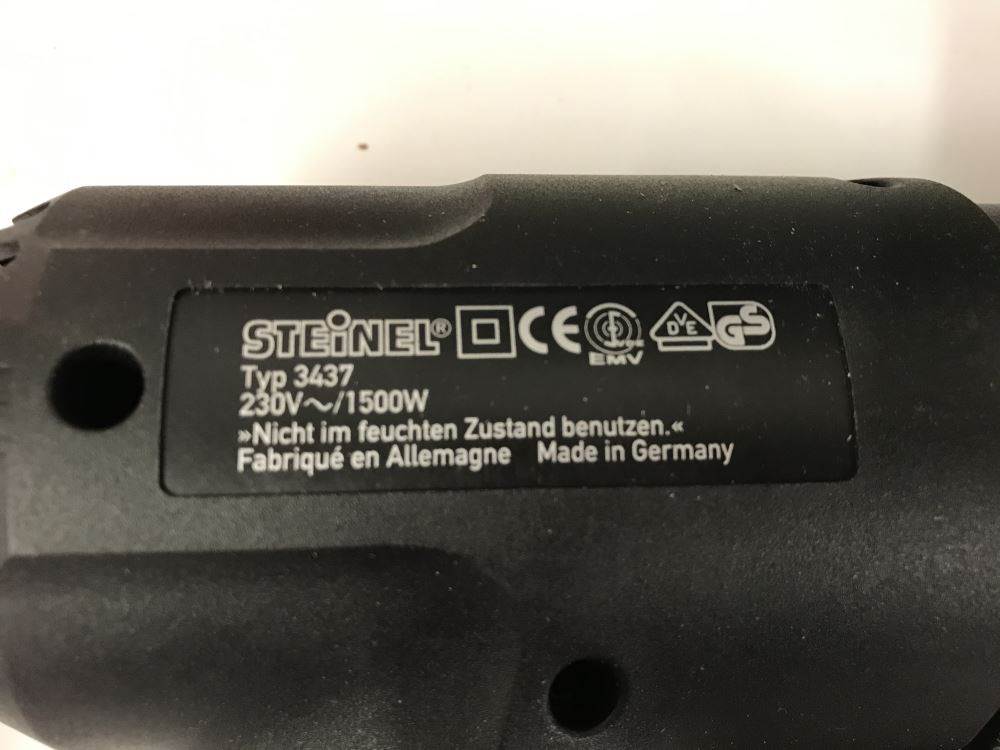 STEINEL® CE EMV VDE GS
Typ 3437
230V~/1500W
»Nicht im feuchten Zustand benutzen.«
Fabriqué en Allemagne Made in Germany